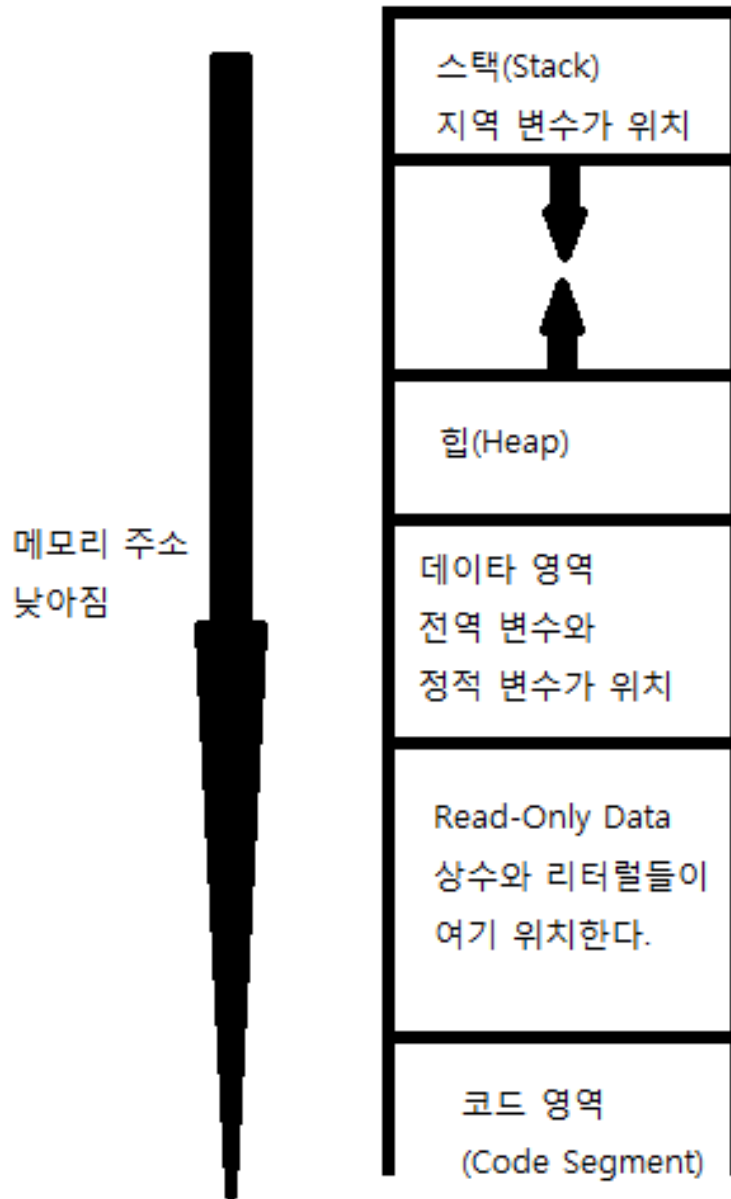 스택(Stack)
지역 변수가 위치
힙(Heap)
메모리 주소
낮아짐
데이타 영역
전역 변수와
정적 변수가 위치
Read-Only Data
상수와 리터럴들이
여기 위치한다.
코드 영역
(Code Segment)